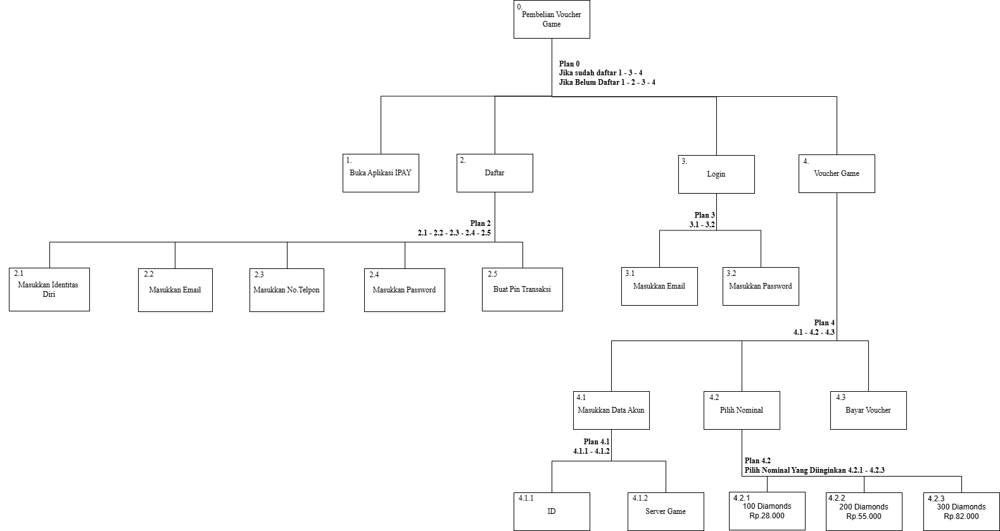 0.
Pembelian Voucher
Game
Plan 0
Jika sudah daftar 1 - 3 - 4
Jika Belum Daftar 1 - 2 - 3 - 4
1.
Buka Aplikasi IPAY
2.
Daftar
3.
Login
4.
Voucher Game
Plan 2
2.1 - 2.2 - 2.3 - 2.4 - 2.5
Plan 3
3.1 - 3.2
2.1
Masukkan Identitas
Diri
2.2
Masukkan Email
2.3
Masukkan No.Telpon
2.4
Masukkan Password
2.5
Buat Pin Transaksi
3.1
Masukkan Email
3.2
Masukkan Password
Plan 4
4.1 - 4.2 - 4.3
4.1
Masukkan Data Akun
4.2
Pilih Nominal
4.3
Bayar Voucher
Plan 4.1
4.1.1 - 4.1.2
Plan 4.2
Pilih Nominal Yang Diinginkan 4.2.1 - 4.2.3
4.1.1
ID
4.1.2
Server Game
4.2.1
100 Diamonds
Rp.28.000
4.2.2
200 Diamonds
Rp.55.000
4.2.3
300 Diamonds
Rp.82.000